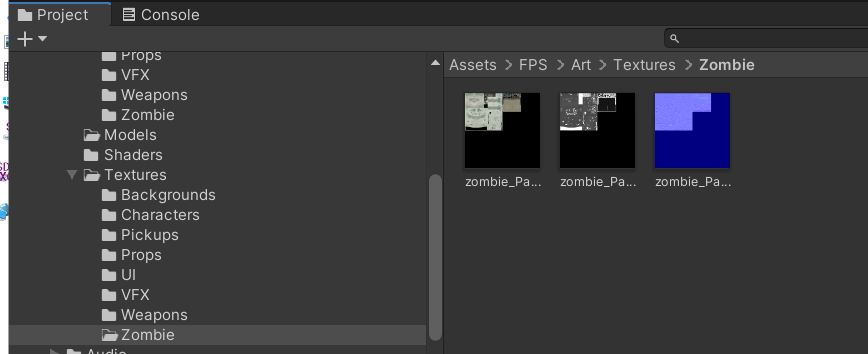 Project
Console
Props
VFX
Weapons
Zombie
Models
Shaders
Textures
Backgrounds
Characters
Pickups
Props
UI
VFX
Weapons
Zombie
Audio
Assets > FPS > Art > Textures > Zombie
zombie_Pa...
zombie_Pa...
zombie_Pa...